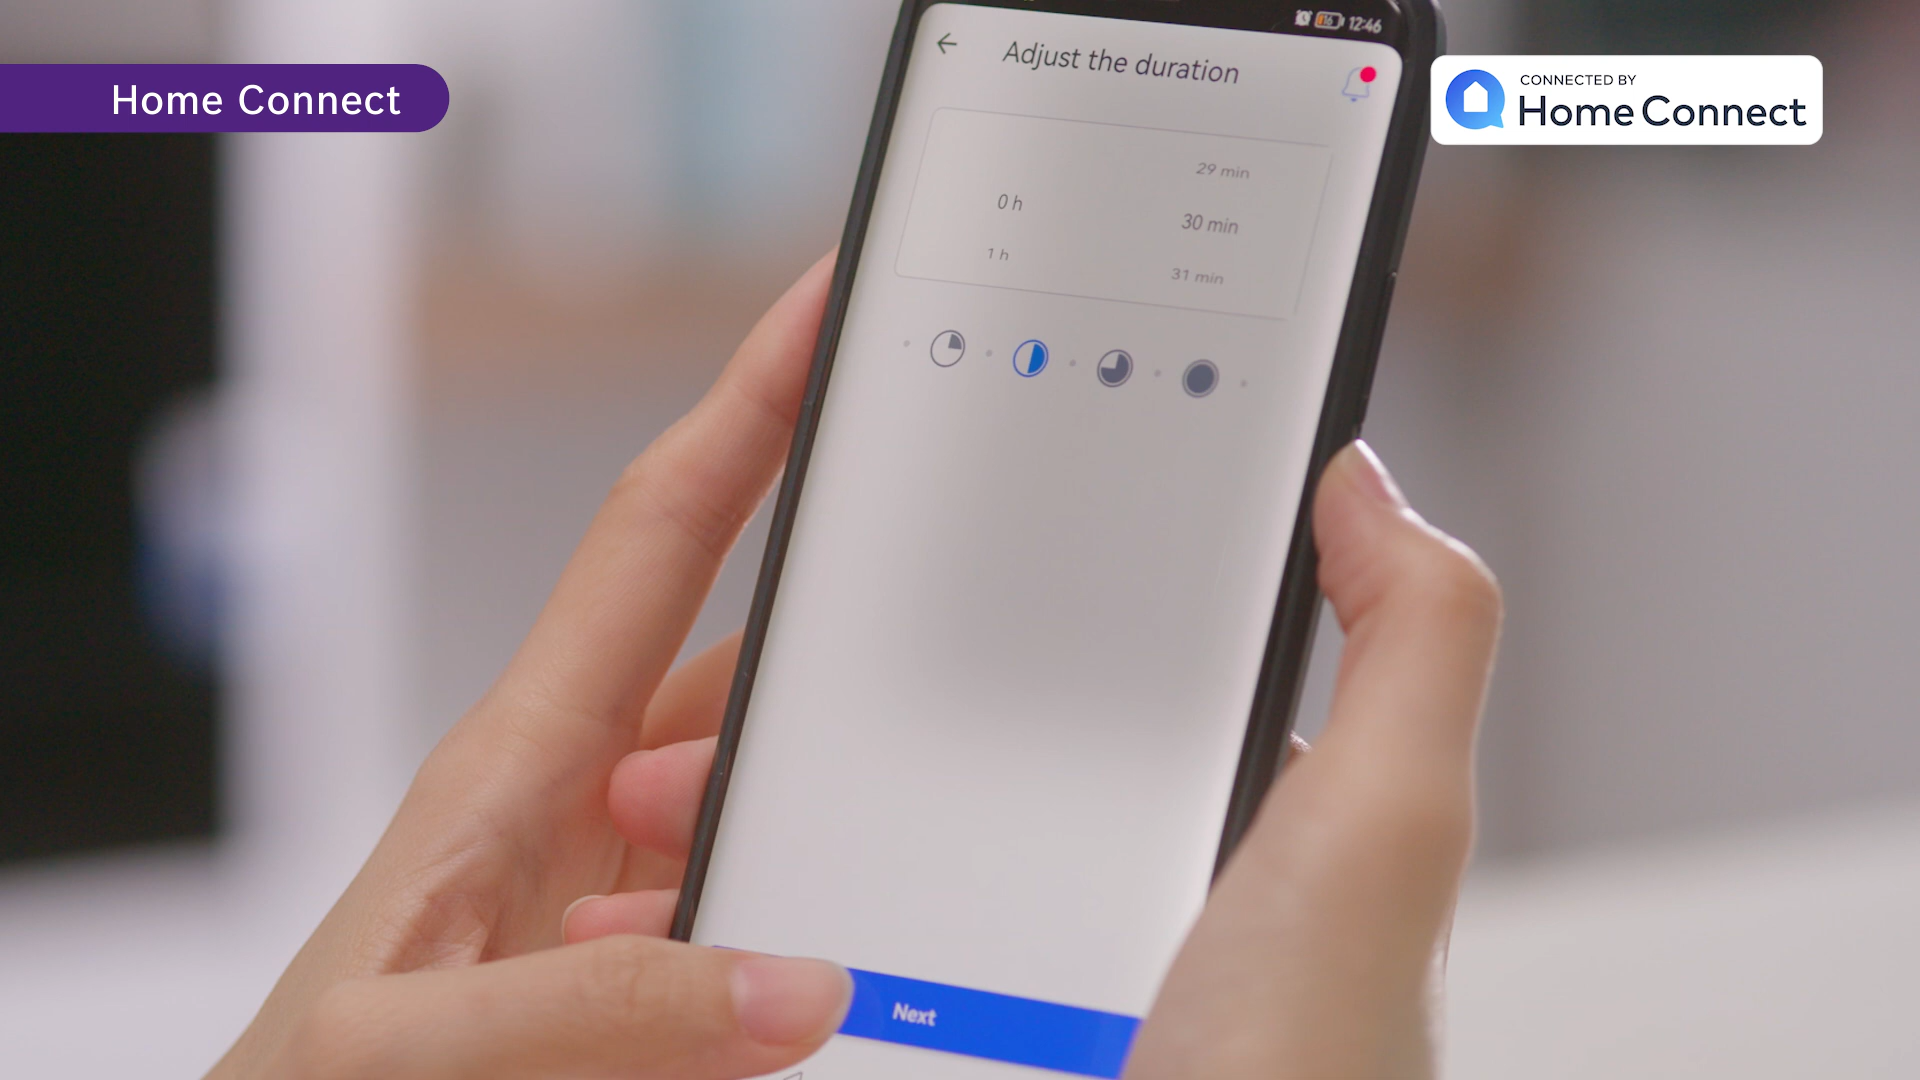 Home Connect
CONNECTED BY
Home Connect
16 12:46
Adjust the duration
29 min
0 h 30 min
1 h 31 min
Next